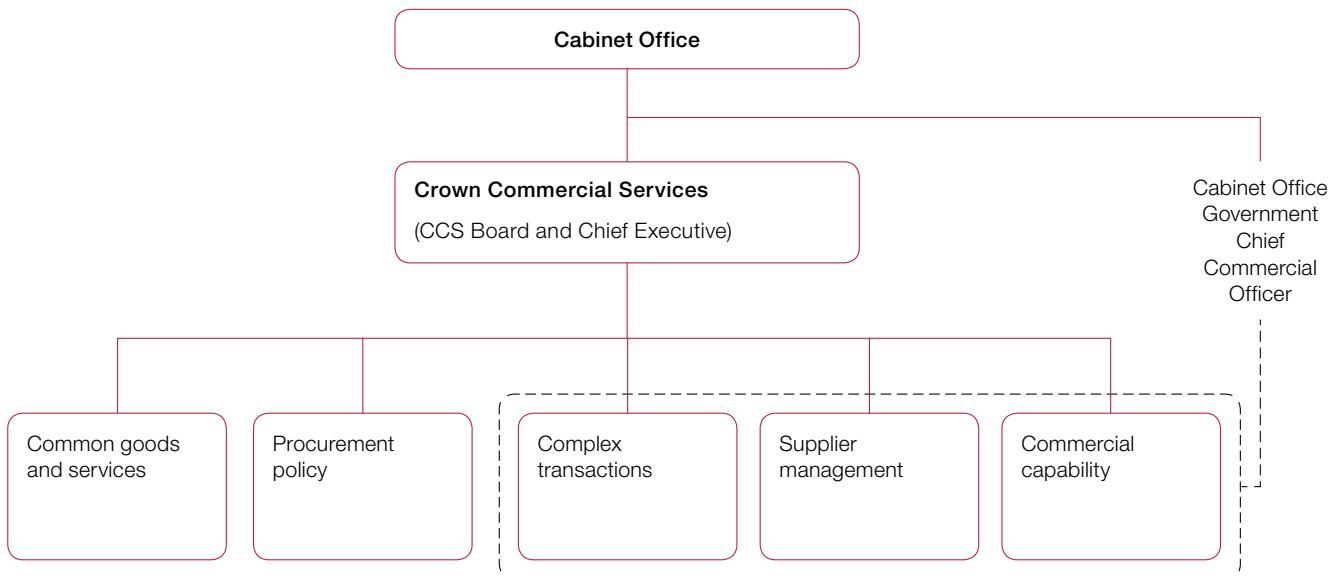 Cabinet Office
Crown Commercial Services
(CCS Board and Chief Executive)
Cabinet Office
Government
Chief
Commercial
Officer
Common goods
and services
Procurement
policy
Complex
transactions
Supplier
management
Commercial
capability